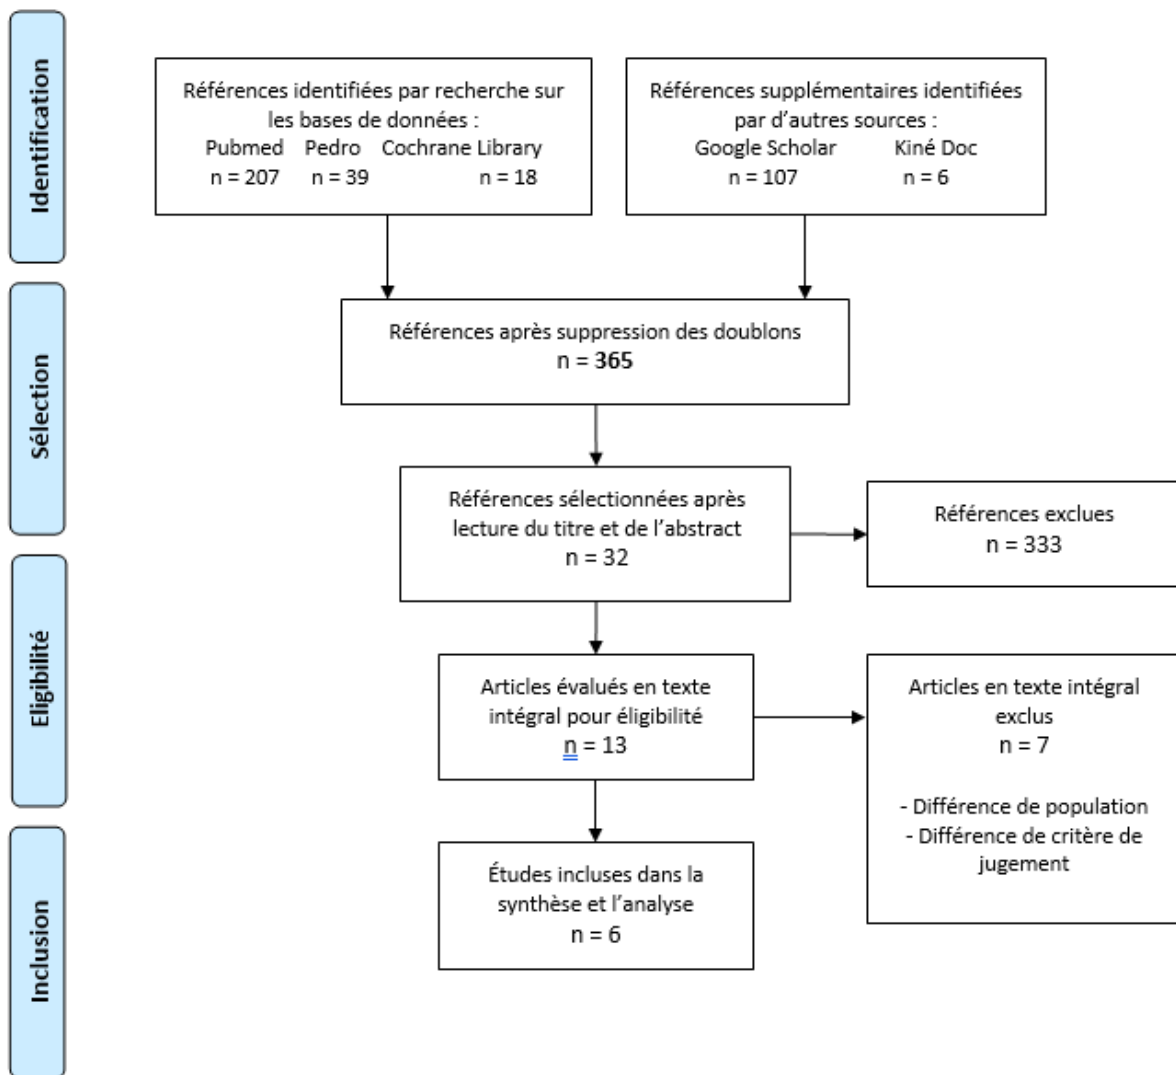 Identification
Références identifiées par recherche sur
les bases de données :
Pubmed Pedro Cochrane Library
n = 207 n = 39 n = 18
Références supplémentaires identifiées
par d’autres sources :
Google Scholar Kiné Doc
n = 107 n = 6
Sélection
Références après suppression des doublons
n = 365
Références sélectionnées après
lecture du titre et de l’abstract
n = 32
Références exclues
n = 333
Eligibilité
Articles évalués en texte
intégral pour éligibilité
n = 13
Articles en texte intégral
exclus
n = 7
- Différence de population
- Différence de critère de
jugement
Inclusion
Études incluses dans la
synthèse et l’analyse
n = 6